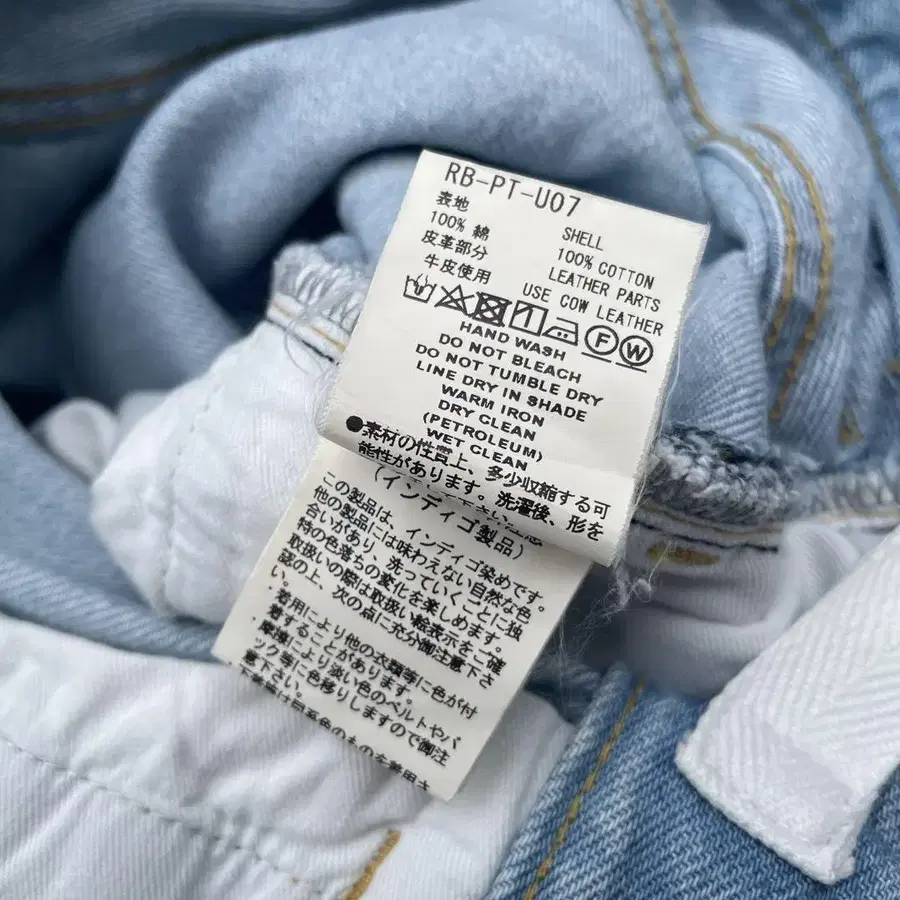 RB-PT-U07
表地 SHELL
100% 綿 100% COTTON
皮革部分 LEATHER PARTS
牛皮使用 USE COW LEATHER
F W
HAND WASH
DO NOT BLEACH
DO NOT TUMBLE DRY
LINE DRY IN SHADE
WARM IRON
DRY CLEAN
(PETROLEUM)
WET CLEAN
●素材の性質上、多少収縮する可
能性があります。洗濯後、形を
(インディゴ製品)
この製品は、インディゴ染めです。
他の製品には味わえない自然な色
合いがあり、洗っていくごとに独
特の色落ちの変化を楽しめます。
取扱いの際は取扱い絵表示をご確
認の上、次の点に充分御注意下さ
い。
着用により他の衣類等に色が付
着することがあります。
摩擦により淡い色のベルトやバ
ック等に色移りしますので御注
意下さい。